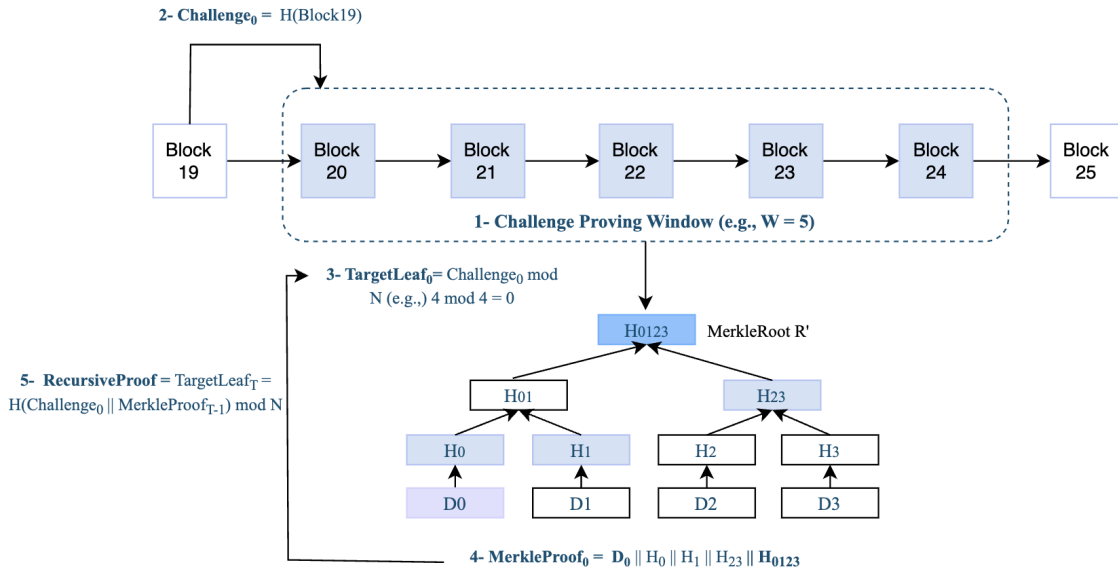 2- Challenge₀ = H(Block19)
Block
19
Block
20
Block
21
Block
22
Block
23
Block
24
Block
25
1- Challenge Proving Window (e.g., W = 5)
3- TargetLeaf₀= Challenge₀ mod
N (e.g.,) 4 mod 4 = 0
H0123
MerkleRoot R'
5- RecursiveProof = TargetLeaf_T =
H(Challenge₀ || MerkleProof_T-1) mod N
H01
H23
H0
H1
H2
H3
D0
D1
D2
D3
4- MerkleProof₀ = D₀ || H₀ || H₁ || H₂₃ || H₀₁₂₃